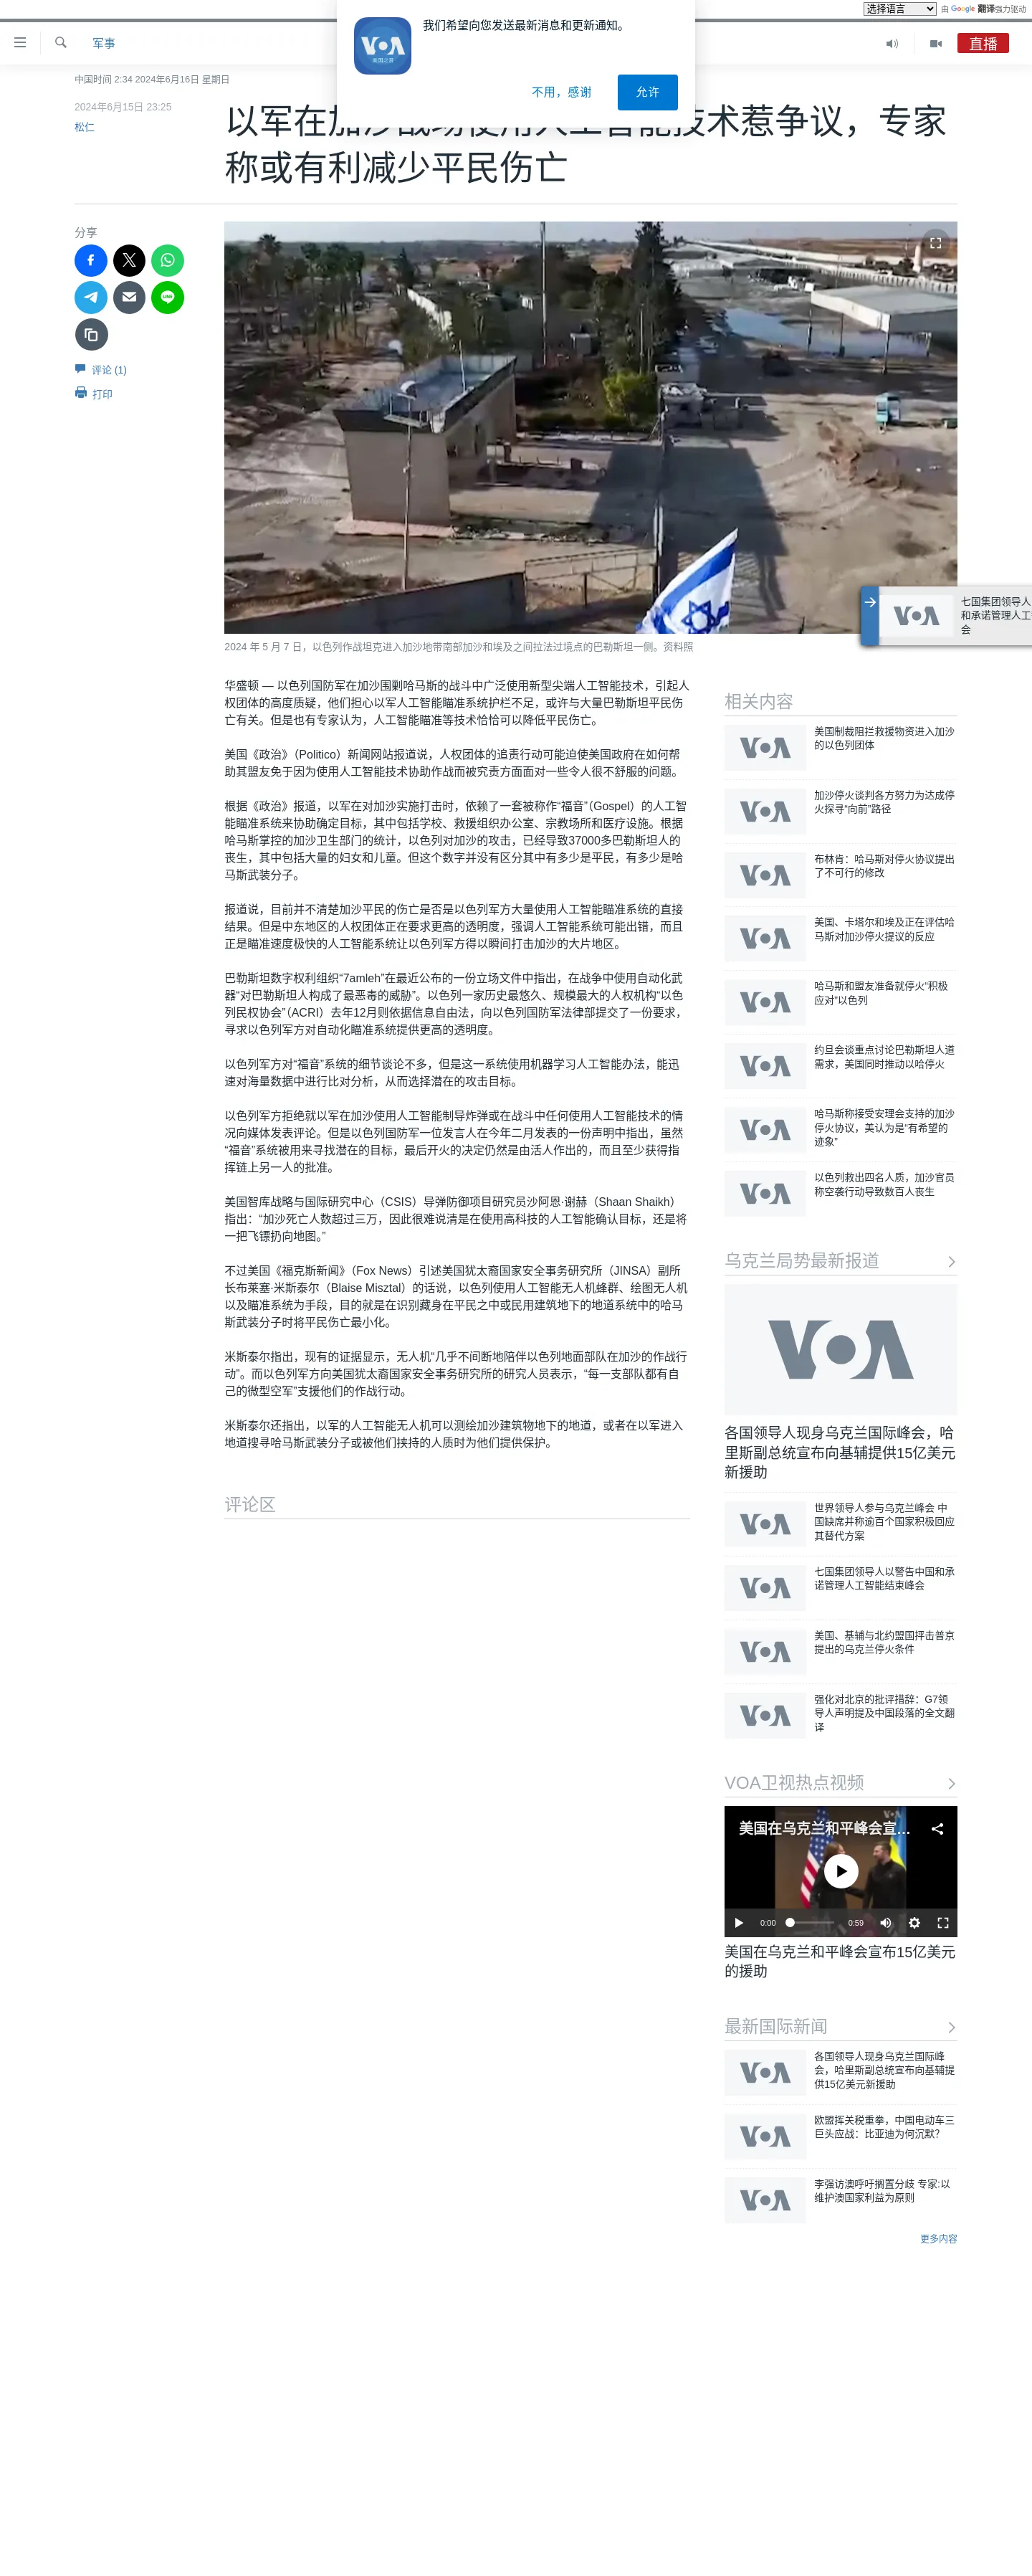 选择语言
由 Google 翻译强力驱动
我们希望向您发送最新消息和更新通知。
不用，感谢
允许
军事
直播
中国时间 2:34 2024年6月16日 星期日
2024年6月15日 23:25
松仁
以军在加沙战场使用人工智能技术惹争议，专家
称或有利减少平民伤亡
分享
评论 (1)
打印
七国集团领导人
和承诺管理人工
会
2024 年 5 月 7 日，以色列作战坦克进入加沙地带南部加沙和埃及之间拉法过境点的巴勒斯坦一侧。资料照
华盛顿 — 以色列国防军在加沙围剿哈马斯的战斗中广泛使用新型尖端人工智能技术，引起人
权团体的高度质疑，他们担心以军人工智能瞄准系统护栏不足，或许与大量巴勒斯坦平民伤
亡有关。但是也有专家认为，人工智能瞄准等技术恰恰可以降低平民伤亡。
美国《政治》（Politico）新闻网站报道说，人权团体的追责行动可能迫使美国政府在如何帮
助其盟友免于因为使用人工智能技术协助作战而被究责方面面对一些令人很不舒服的问题。
根据《政治》报道，以军在对加沙实施打击时，依赖了一套被称作“福音”（Gospel）的人工智
能瞄准系统来协助确定目标，其中包括学校、救援组织办公室、宗教场所和医疗设施。根据
哈马斯掌控的加沙卫生部门的统计，以色列对加沙的攻击，已经导致37000多巴勒斯坦人的
丧生，其中包括大量的妇女和儿童。但这个数字并没有区分其中有多少是平民，有多少是哈
马斯武装分子。
报道说，目前并不清楚加沙平民的伤亡是否是以色列军方大量使用人工智能瞄准系统的直接
结果。但是中东地区的人权团体正在要求更高的透明度，强调人工智能系统可能出错，而且
正是瞄准速度极快的人工智能系统让以色列军方得以瞬间打击加沙的大片地区。
巴勒斯坦数字权利组织“7amleh”在最近公布的一份立场文件中指出，在战争中使用自动化武
器“对巴勒斯坦人构成了最恶毒的威胁”。以色列一家历史最悠久、规模最大的人权机构“以色
列民权协会”（ACRI）去年12月则依据信息自由法，向以色列国防军法律部提交了一份要求，
寻求以色列军方对自动化瞄准系统提供更高的透明度。
以色列军方对“福音”系统的细节谈论不多，但是这一系统使用机器学习人工智能办法，能迅
速对海量数据中进行比对分析，从而选择潜在的攻击目标。
以色列军方拒绝就以军在加沙使用人工智能制导炸弹或在战斗中任何使用人工智能技术的情
况向媒体发表评论。但是以色列国防军一位发言人在今年二月发表的一份声明中指出，虽然
“福音”系统被用来寻找潜在的目标，最后开火的决定仍然是由活人作出的，而且至少获得指
挥链上另一人的批准。
美国智库战略与国际研究中心（CSIS）导弹防御项目研究员沙阿恩·谢赫（Shaan Shaikh）
指出：“加沙死亡人数超过三万，因此很难说清是在使用高科技的人工智能确认目标，还是将
一把飞镖扔向地图。”
不过美国《福克斯新闻》（Fox News）引述美国犹太裔国家安全事务研究所（JINSA）副所
长布莱塞·米斯泰尔（Blaise Misztal）的话说，以色列使用人工智能无人机蜂群、绘图无人机
以及瞄准系统为手段，目的就是在识别藏身在平民之中或民用建筑地下的地道系统中的哈马
斯武装分子时将平民伤亡最小化。
米斯泰尔指出，现有的证据显示，无人机“几乎不间断地陪伴以色列地面部队在加沙的作战行
动”。而以色列军方向美国犹太裔国家安全事务研究所的研究人员表示，“每一支部队都有自
己的微型空军”支援他们的作战行动。
米斯泰尔还指出，以军的人工智能无人机可以测绘加沙建筑物地下的地道，或者在以军进入
地道搜寻哈马斯武装分子或被他们挟持的人质时为他们提供保护。
评论区
相关内容
美国制裁阻拦救援物资进入加沙
的以色列团体
加沙停火谈判各方努力为达成停
火探寻“向前”路径
布林肯：哈马斯对停火协议提出
了不可行的修改
美国、卡塔尔和埃及正在评估哈
马斯对加沙停火提议的反应
哈马斯和盟友准备就停火“积极
应对”以色列
约旦会谈重点讨论巴勒斯坦人道
需求，美国同时推动以哈停火
哈马斯称接受安理会支持的加沙
停火协议，美认为是“有希望的
迹象”
以色列救出四名人质，加沙官员
称空袭行动导致数百人丧生
乌克兰局势最新报道
各国领导人现身乌克兰国际峰会，哈
里斯副总统宣布向基辅提供15亿美元
新援助
世界领导人参与乌克兰峰会 中
国缺席并称逾百个国家积极回应
其替代方案
七国集团领导人以警告中国和承
诺管理人工智能结束峰会
美国、基辅与北约盟国抨击普京
提出的乌克兰停火条件
强化对北京的批评措辞：G7领
导人声明提及中国段落的全文翻
译
VOA卫视热点视频
美国在乌克兰和平峰会宣…
0:00
0:59
美国在乌克兰和平峰会宣布15亿美元
的援助
最新国际新闻
各国领导人现身乌克兰国际峰
会，哈里斯副总统宣布向基辅提
供15亿美元新援助
欧盟挥关税重拳，中国电动车三
巨头应战：比亚迪为何沉默？
李强访澳呼吁搁置分歧 专家:以
维护澳国家利益为原则
更多内容